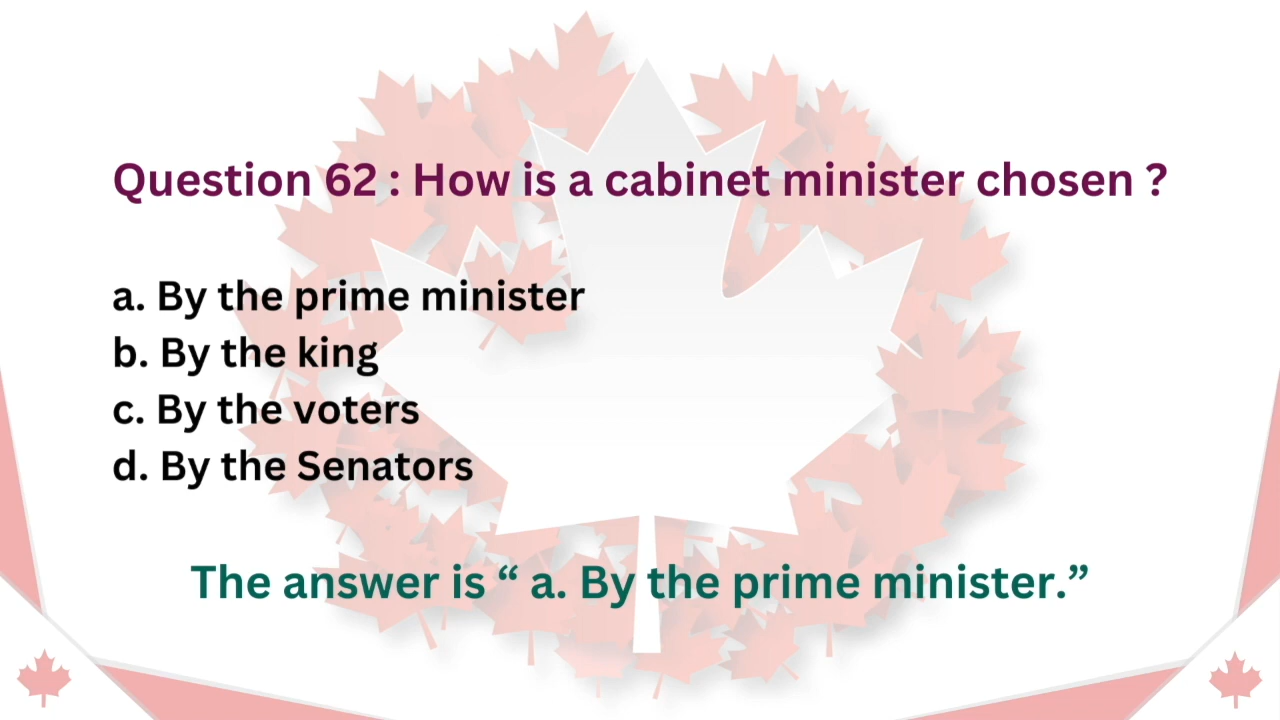 Question 62 : How is a cabinet minister chosen ?
a. By the prime minister
b. By the king
c. By the voters
d. By the Senators
The answer is “ a. By the prime minister.”